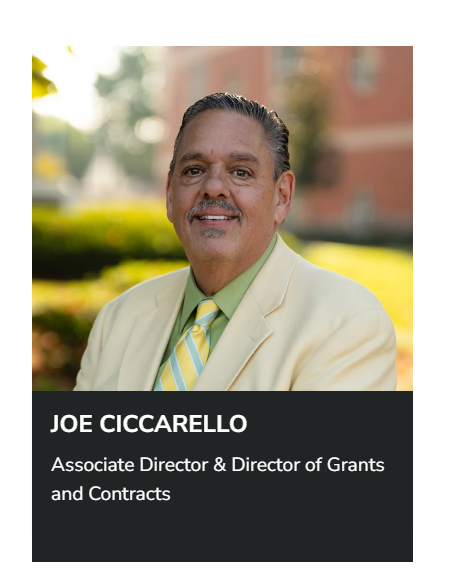 JOE CICCARELLO
Associate Director & Director of Grants
and Contracts